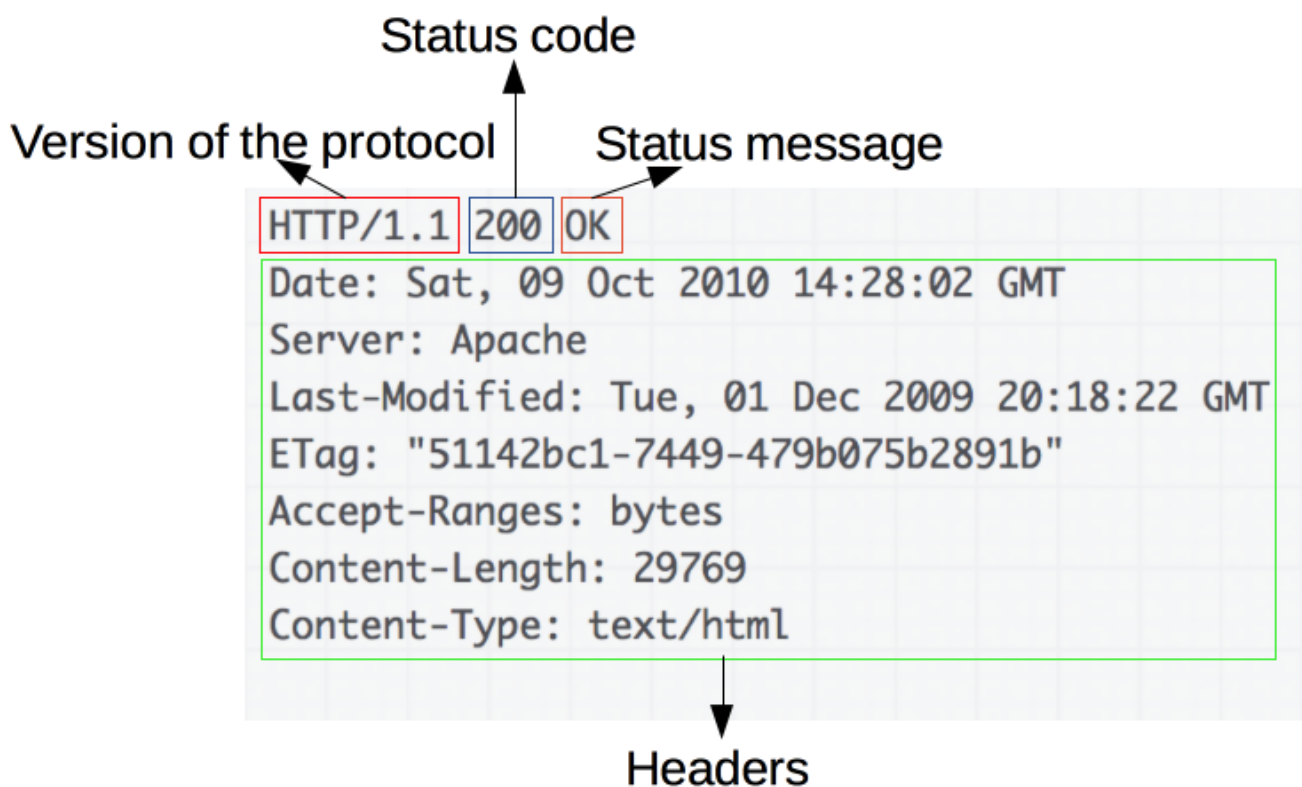 Status code
Version of the protocol
Status message
HTTP/1.1 200 OK
Date: Sat, 09 Oct 2010 14:28:02 GMT
Server: Apache
Last-Modified: Tue, 01 Dec 2009 20:18:22 GMT
ETag: "51142bc1-7449-479b075b2891b"
Accept-Ranges: bytes
Content-Length: 29769
Content-Type: text/html
Headers